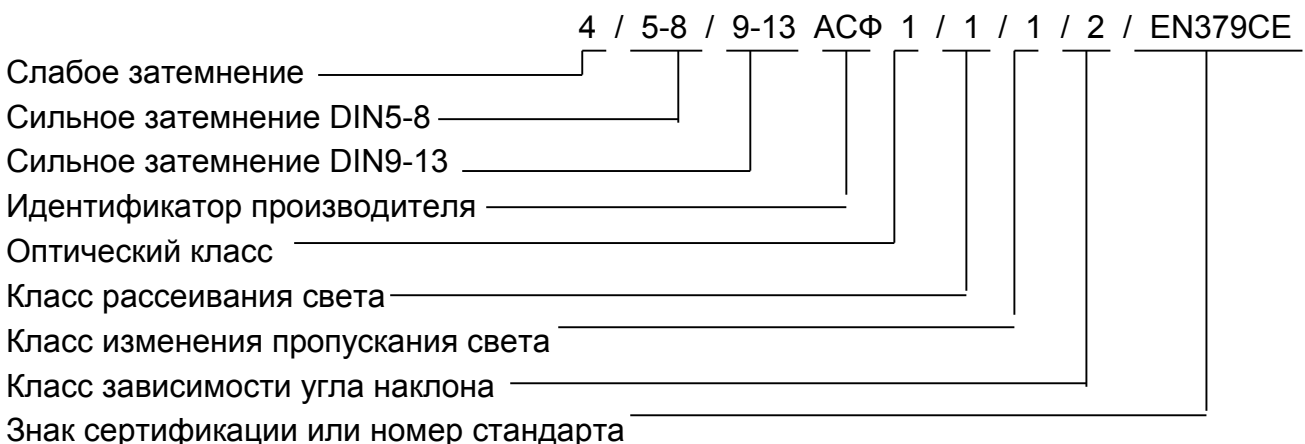 4 / 5-8 / 9-13 АСФ 1 / 1 / 1 / 2 / EN379CE
Слабое затемнение
Сильное затемнение DIN5-8
Сильное затемнение DIN9-13
Идентификатор производителя
Оптический класс
Класс рассеивания света
Класс изменения пропускания света
Класс зависимости угла наклона
Знак сертификации или номер стандарта